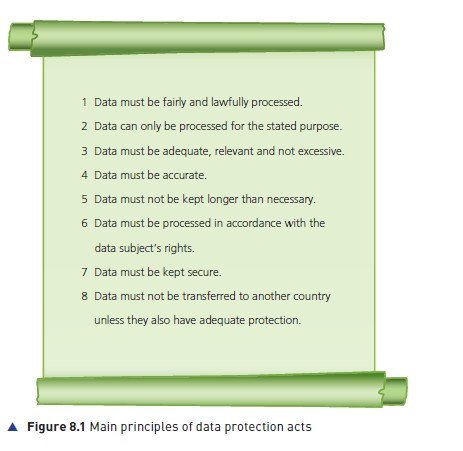 1 Data must be fairly and lawfully processed.
2 Data can only be processed for the stated purpose.
3 Data must be adequate, relevant and not excessive.
4 Data must be accurate.
5 Data must not be kept longer than necessary.
6 Data must be processed in accordance with the
data subject's rights.
7 Data must be kept secure.
8 Data must not be transferred to another country
unless they also have adequate protection.
▲ Figure 8.1 Main principles of data protection acts